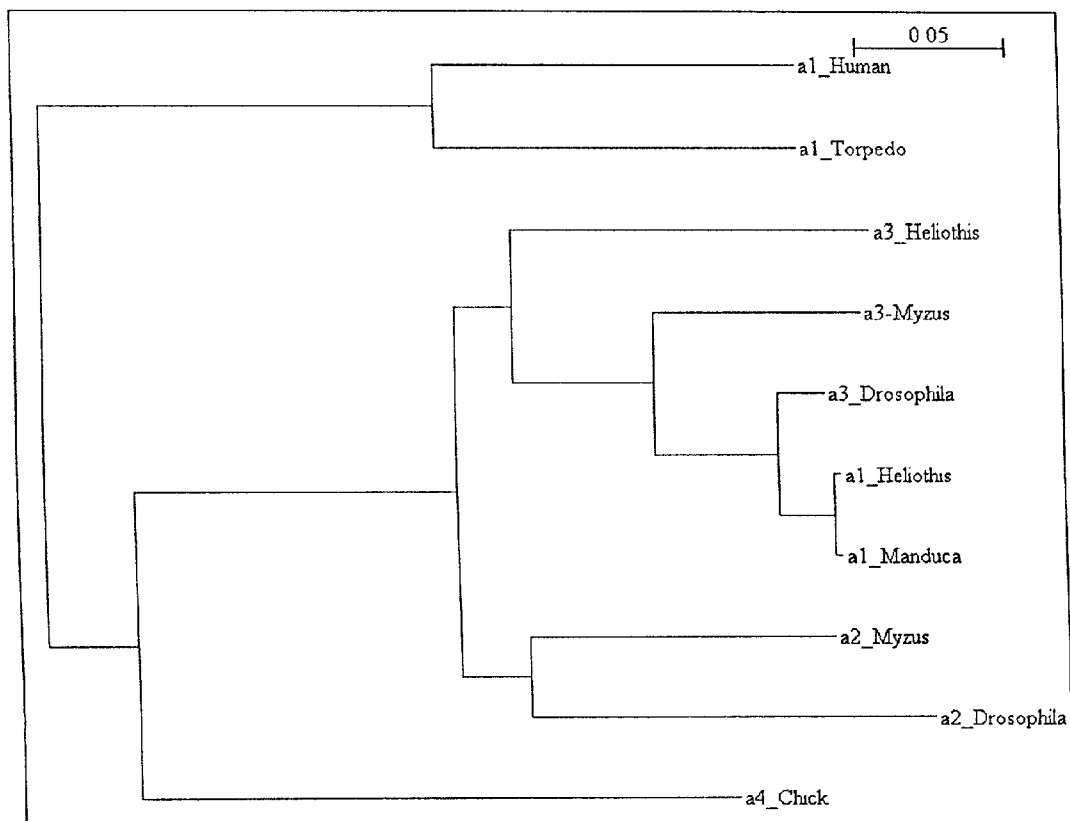 0 05
a1_Human
a1_Torpedo
a3_Heliothis
a3-Myzus
a3_Drosophila
a1_Heliothis
a1_Manduca
a2_Myzus
a2_Drosophila
a4_Chick